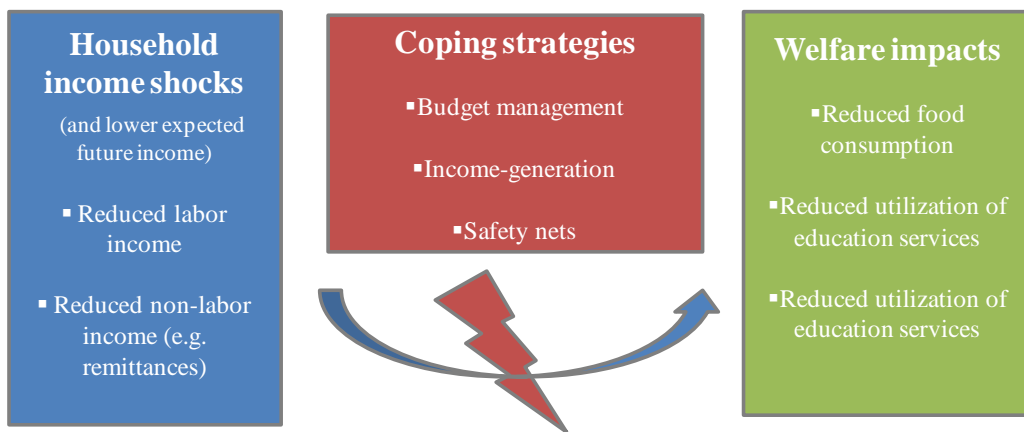 Household
income shocks
(and lower expected
future income)
▪ Reduced labor
income
▪ Reduced non-labor
income (e.g.
remittances)
Coping strategies
▪Budget management
▪Income-generation
▪Safety nets
Welfare impacts
▪Reduced food
consumption
▪Reduced utilization of
education services
▪Reduced utilization of
education services